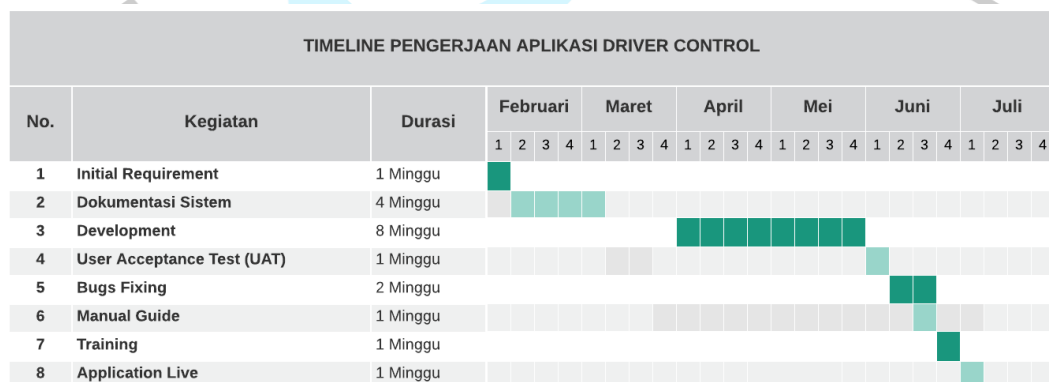 TIMELINE PENGERJAAN APLIKASI DRIVER CONTROL
No. Kegiatan Durasi Februari Maret April Mei Juni Juli
1 2 3 4 1 2 3 4 1 2 3 4 1 2 3 4 1 2 3 4 1 2 3 4
1 Initial Requirement 1 Minggu
2 Dokumentasi Sistem 4 Minggu
3 Development 8 Minggu
4 User Acceptance Test (UAT) 1 Minggu
5 Bugs Fixing 2 Minggu
6 Manual Guide 1 Minggu
7 Training 1 Minggu
8 Application Live 1 Minggu